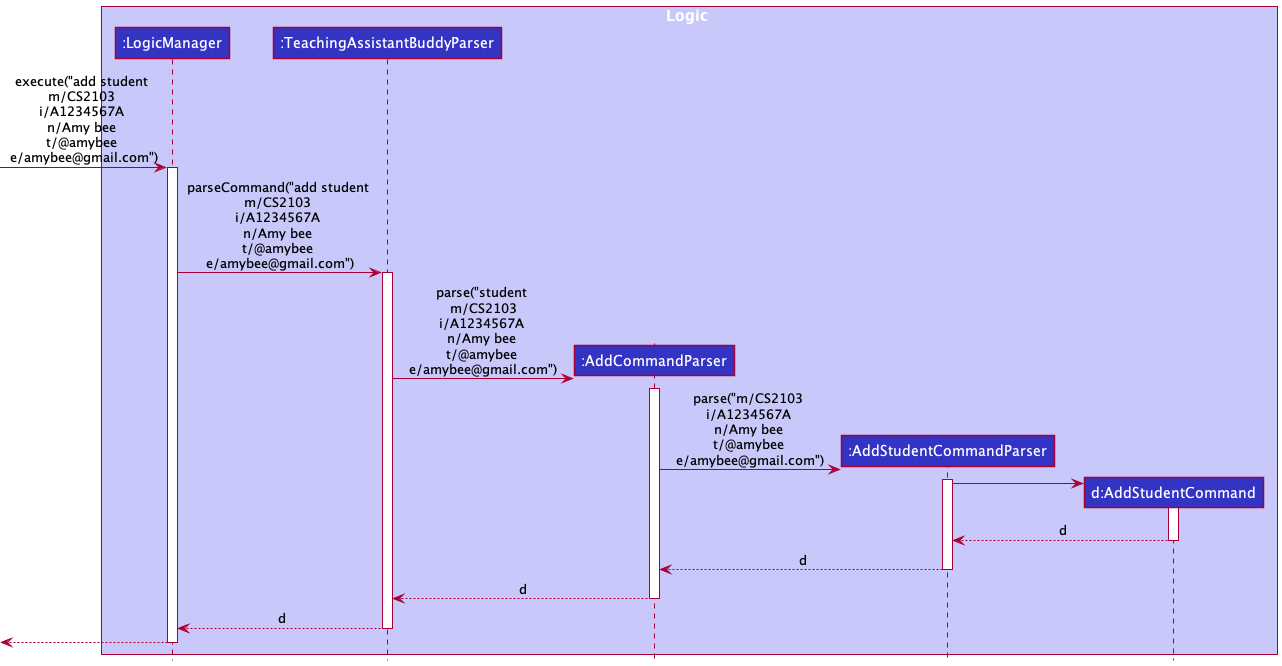 Logic
:LogicManager
:TeachingAssistantBuddyParser
execute("add student
m/CS2103
i/A1234567A
n/Amy bee
t/@amybee
e/amybee@gmail.com")
parseCommand("add student
m/CS2103
i/A1234567A
n/Amy bee
t/@amybee
e/amybee@gmail.com")
parse("student
m/CS2103
i/A1234567A
n/Amy bee
t/@amybee
e/amybee@gmail.com")
:AddCommandParser
parse("m/CS2103
i/A1234567A
n/Amy bee
t/@amybee
e/amybee@gmail.com")
:AddStudentCommandParser
d:AddStudentCommand
d
d
d
d